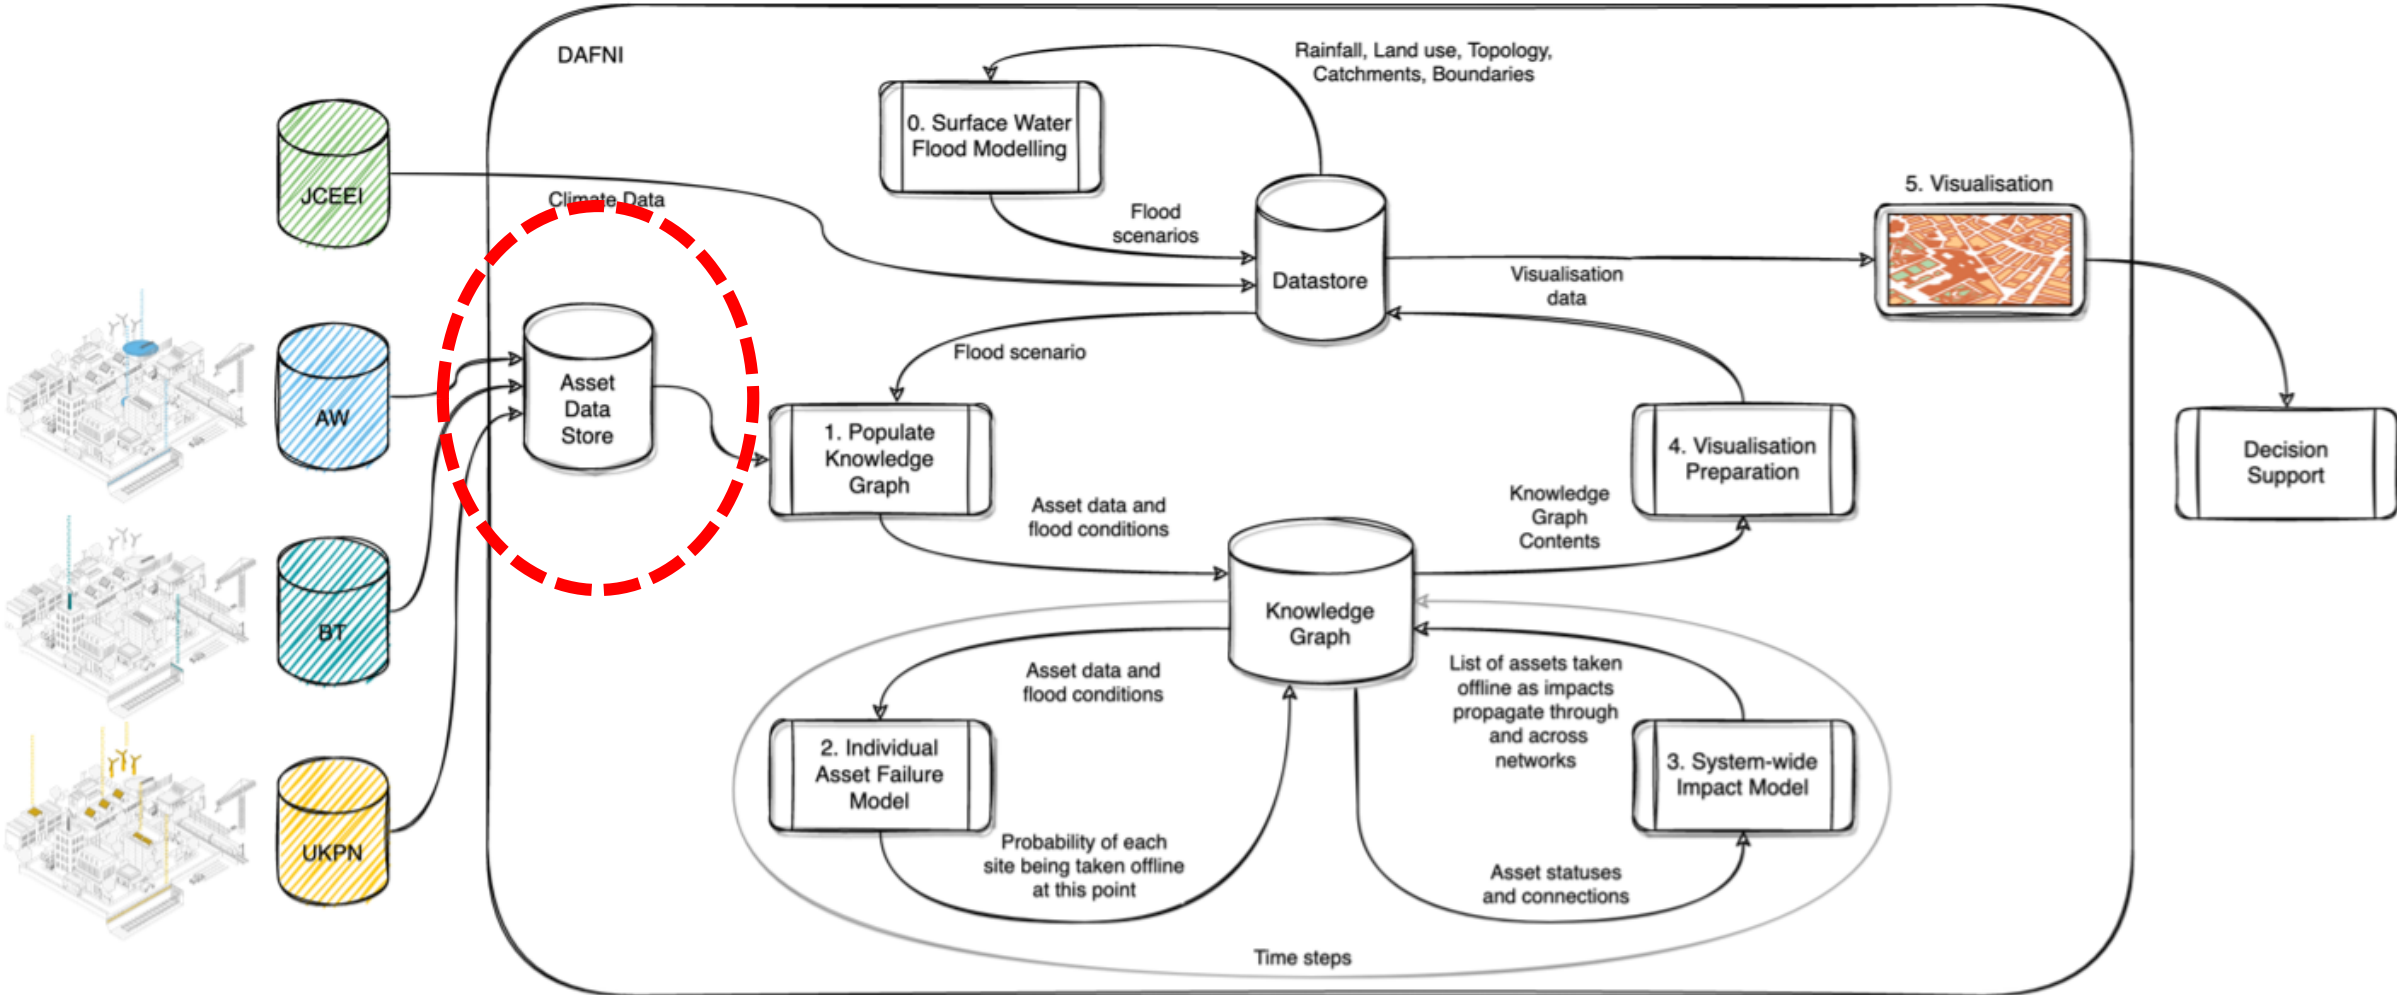 DAFNI
Rainfall, Land use, Topology,
Catchments, Boundaries
0. Surface Water
Flood Modelling
JCEEI
Climate Data
Flood
scenarios
5. Visualisation
Datastore
Visualisation
data
Flood scenario
AW
Asset
Data
Store
1. Populate
Knowledge
Graph
4. Visualisation
Preparation
Decision
Support
Asset data and
flood conditions
Knowledge
Graph
Contents
BT
Knowledge
Graph
Asset data and
flood conditions
List of assets taken
offline as impacts
propagate through
and across
networks
2. Individual
Asset Failure
Model
3. System-wide
Impact Model
UKPN
Probability of each
site being taken offline
at this point
Asset statuses
and connections
Time steps